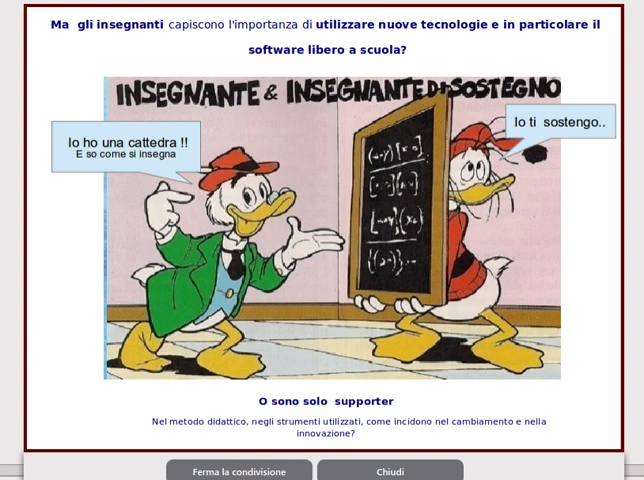 Ma gli insegnanti capiscono l'importanza di utilizzare nuove tecnologie e in particolare il
software libero a scuola?
INSEGNANTE & INSEGNANTE DI SOSTEGNO
Io ho una cattedra !!
E so come si insegna
Io ti sostengo..
O sono solo supporter
Nel metodo didattico, negli strumenti utilizzati, come incidono nel cambiamento e nella
innovazione?
Ferma la condivisione
Chiudi